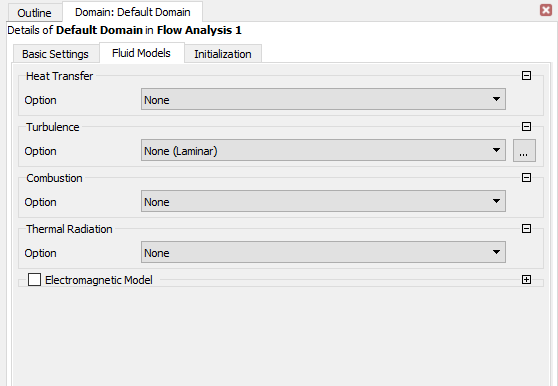 Outline Domain: Default Domain
Details of Default Domain in Flow Analysis 1
Basic Settings Fluid Models Initialization
Heat Transfer
Option None
Turbulence
Option None (Laminar) ...
Combustion
Option None
Thermal Radiation
Option None
Electromagnetic Model